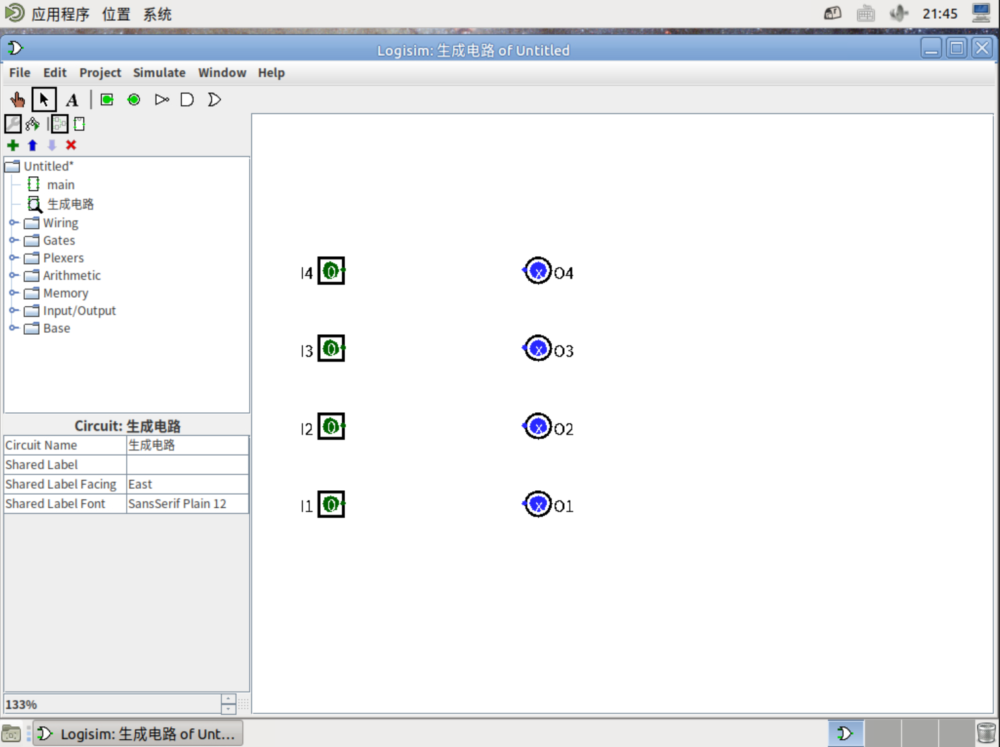 应用程序 位置 系统
21:45
Logisim: 生成电路 of Untitled
File Edit Project Simulate Window Help
A
Untitled*
main
生成电路
Wiring
Gates
Plexers
Arithmetic
Memory
Input/Output
Base
Circuit: 生成电路
Circuit Name 生成电路
Shared Label
Shared Label Facing East
Shared Label Font SansSerif Plain 12
133%
I4 0 x O4
I3 0 x O3
I2 0 x O2
I1 0 x O1
Logisim: 生成电路 of Unt...